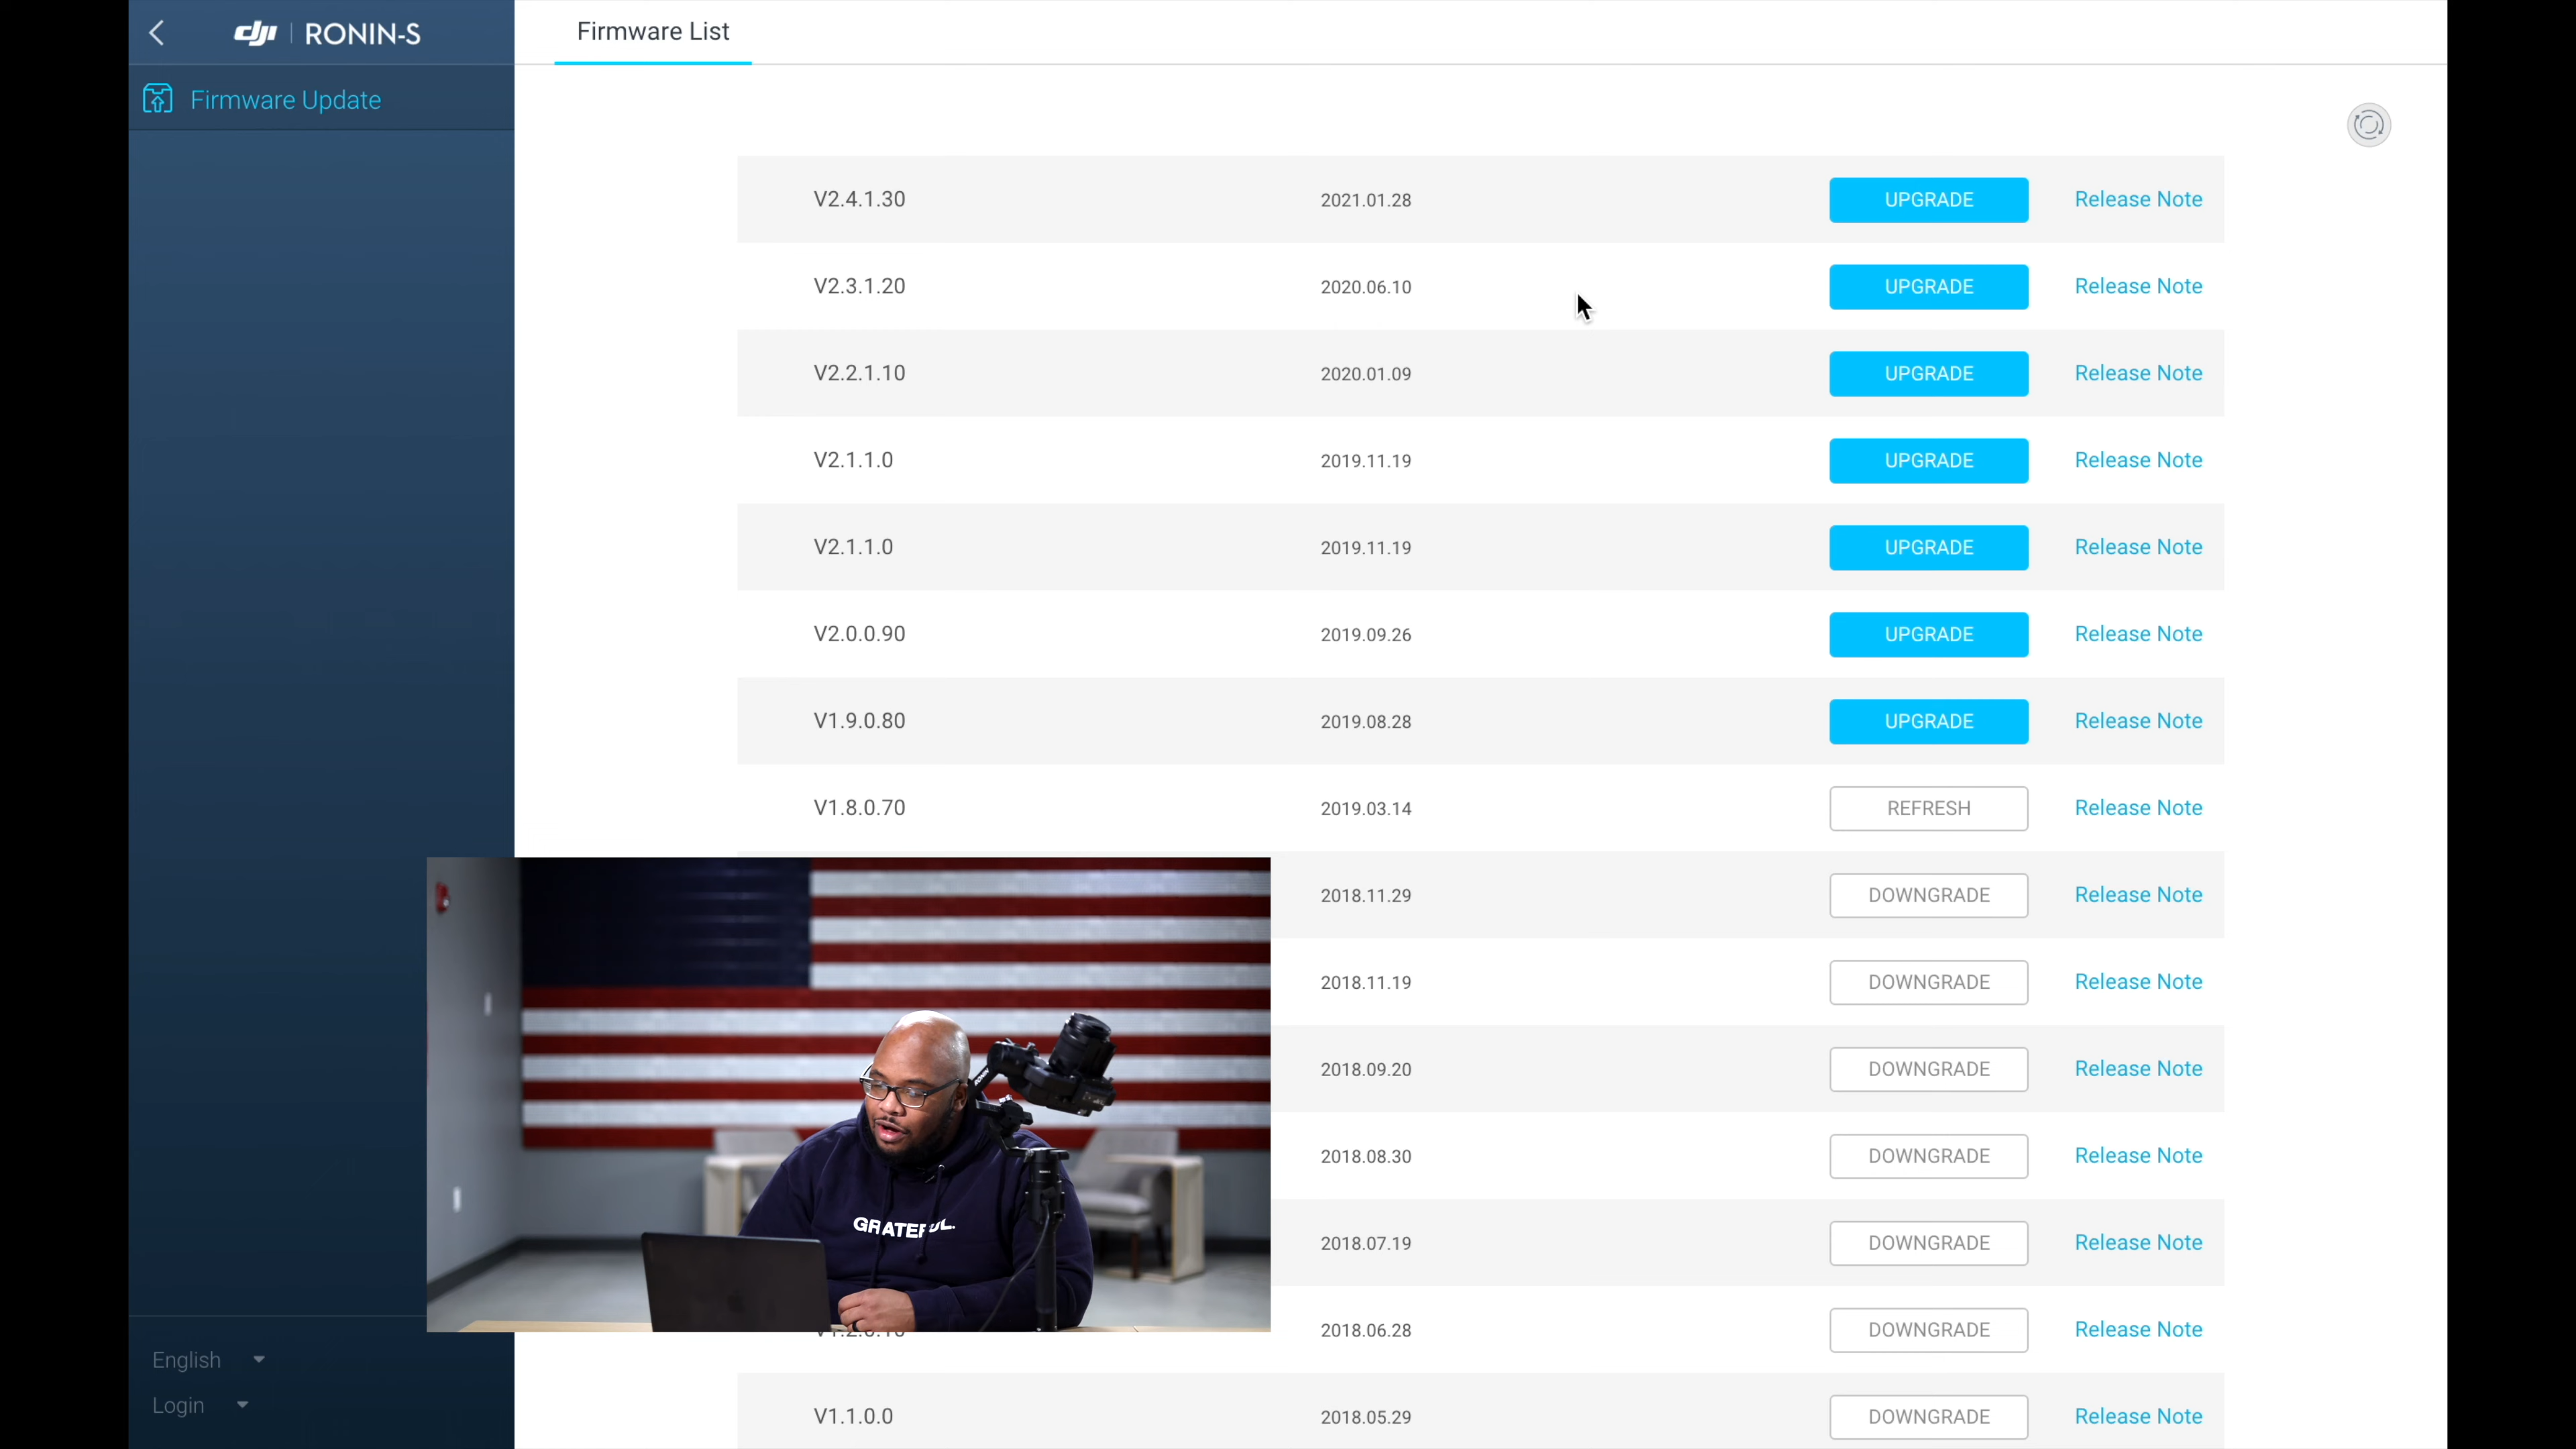 dji | RONIN-S
Firmware List
Firmware Update
V2.4.1.30 2021.01.28 UPGRADE Release Note
V2.3.1.20 2020.06.10 UPGRADE Release Note
V2.2.1.10 2020.01.09 UPGRADE Release Note
V2.1.1.0 2019.11.19 UPGRADE Release Note
V2.1.1.0 2019.11.19 UPGRADE Release Note
V2.0.0.90 2019.09.26 UPGRADE Release Note
V1.9.0.80 2019.08.28 UPGRADE Release Note
V1.8.0.70 2019.03.14 REFRESH Release Note
2018.11.29 DOWNGRADE Release Note
2018.11.19 DOWNGRADE Release Note
2018.09.20 DOWNGRADE Release Note
2018.08.30 DOWNGRADE Release Note
2018.07.19 DOWNGRADE Release Note
2018.06.28 DOWNGRADE Release Note
V1.1.0.0 2018.05.29 DOWNGRADE Release Note
GRATEFUL.
English
Login